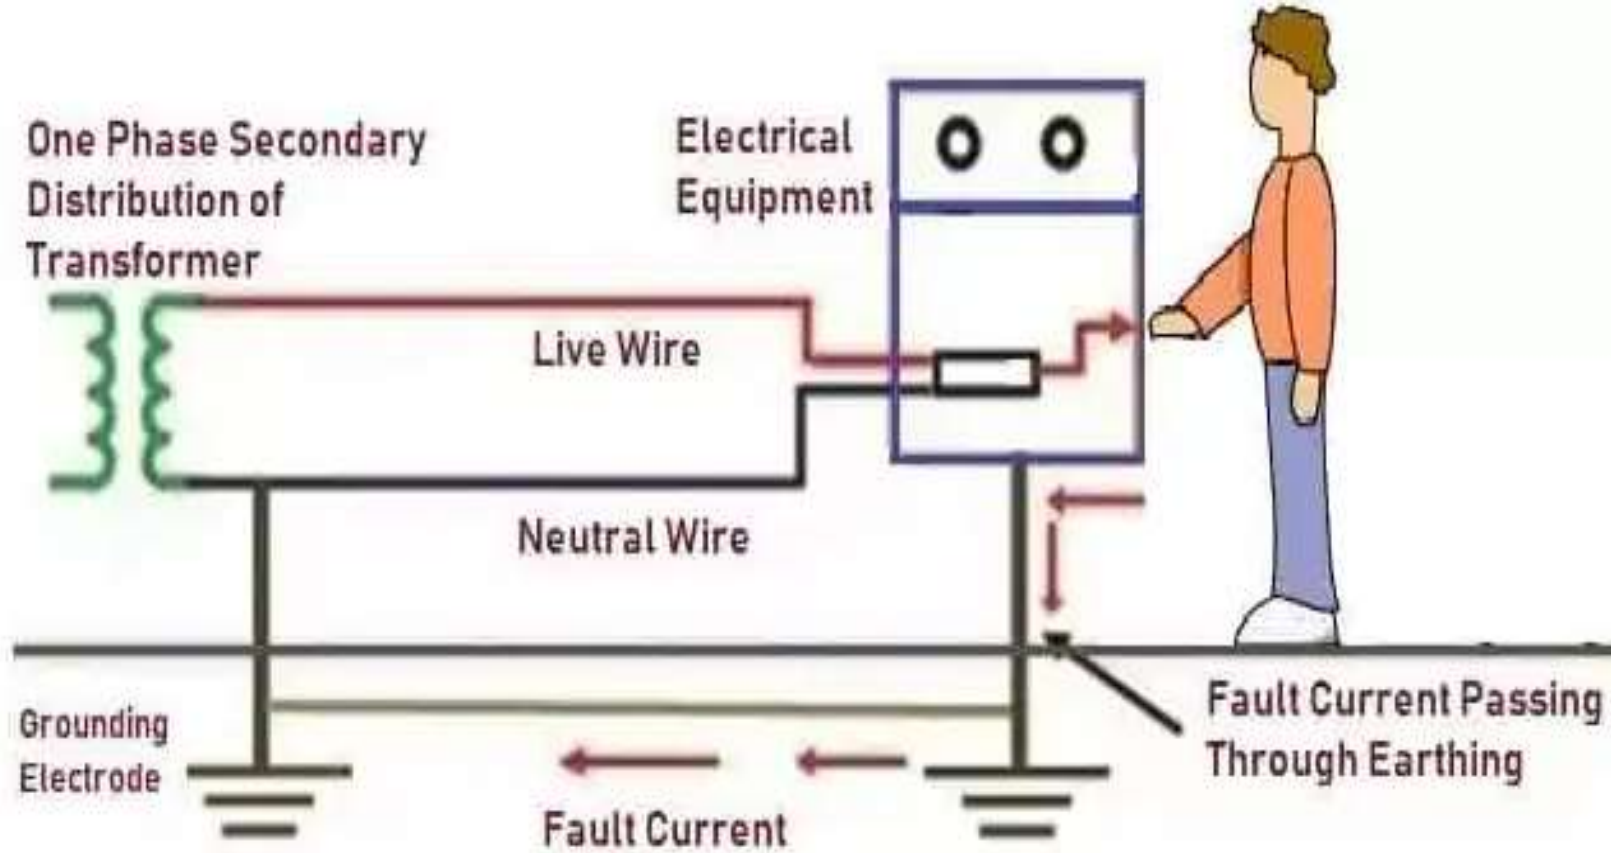 One Phase Secondary
Distribution of
Transformer
Electrical
Equipment
Live Wire
Neutral Wire
Grounding
Electrode
Fault Current Passing
Through Earthing
Fault Current